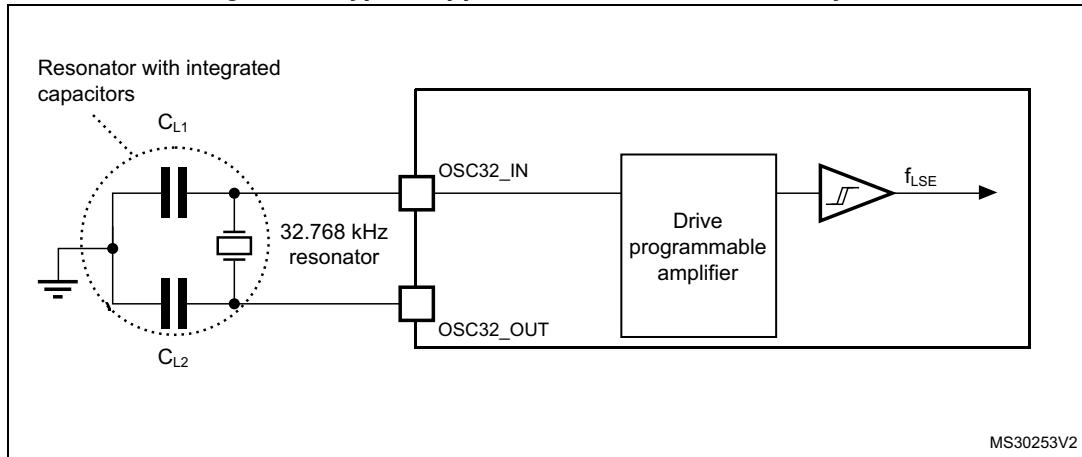 Resonator with integrated
capacitors
CL1
OSC32_IN
fLSE
32.768 kHz
resonator
Drive
programmable
amplifier
OSC32_OUT
CL2
MS30253V2